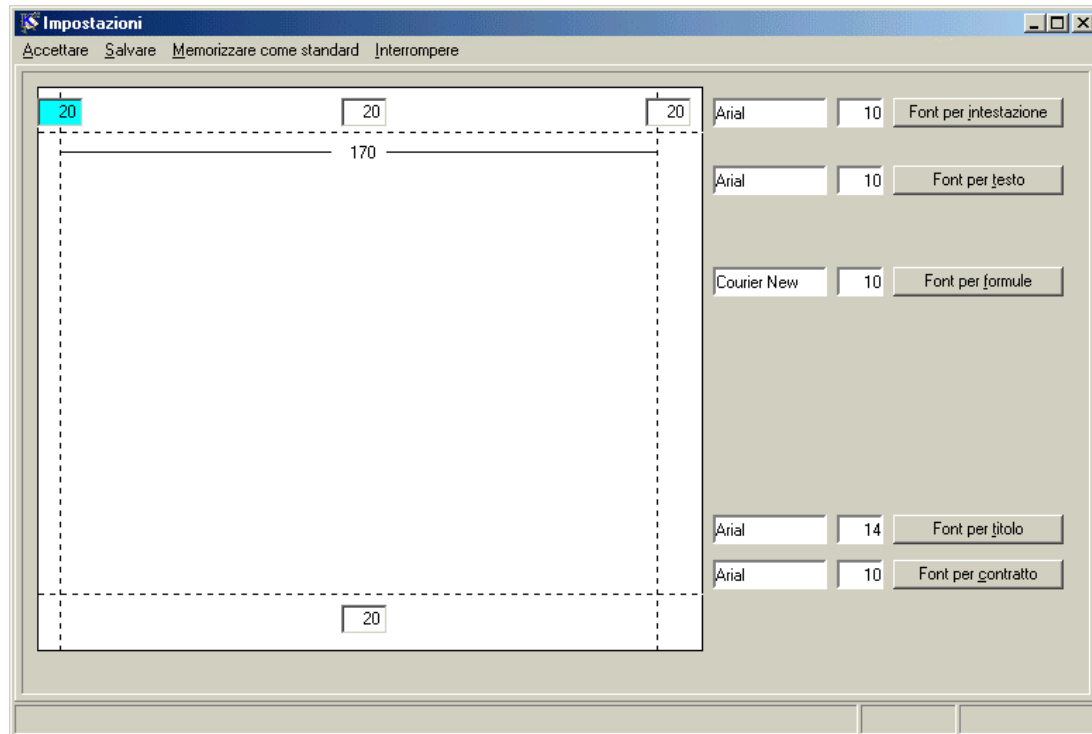 Impostazioni
Accettare Salvare Memorizzare come standard Interrompere
20 20 20 Arial 10 Font per intestazione
170
Arial 10 Font per testo
Courier New 10 Font per formule
Arial 14 Font per titolo
Arial 10 Font per contratto
20